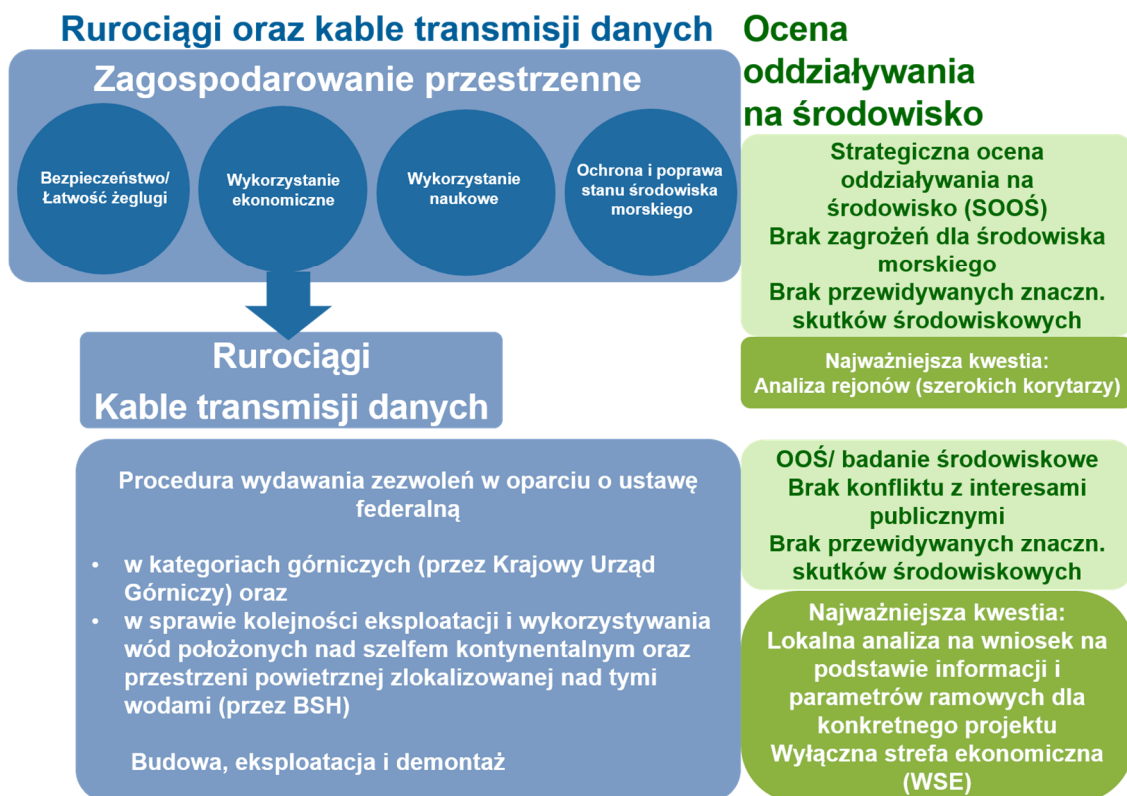 Rurociągi oraz kable transmisji danych
Zagospodarowanie przestrzenne
Bezpieczeństwo/
Łatwość żeglugi
Wykorzystanie
ekonomiczne
Wykorzystanie
naukowe
Ochrona i poprawa
stanu środowiska
morskiego
Rurociągi
Kable transmisji danych
Procedura wydawania zezwoleń w oparciu o ustawę
federalną
• w kategoriach górniczych (przez Krajowy Urząd
Górniczy) oraz
• w sprawie kolejności eksploatacji i wykorzystywania
wód położonych nad szelfem kontynentalnym oraz
przestrzeni powietrznej zlokalizowanej nad tymi
wodami (przez BSH)
Budowa, eksploatacja i demontaż
Ocena
oddziaływania
na środowisko
Strategiczna ocena
oddziaływania na
środowisko (SOOŚ)
Brak zagrożeń dla środowiska
morskiego
Brak przewidywanych znaczn.
skutków środowiskowych
Najważniejsza kwestia:
Analiza rejonów (szerokich korytarzy)
OOŚ/ badanie środowiskowe
Brak konfliktu z interesami
publicznymi
Brak przewidywanych znaczn.
skutków środowiskowych
Najważniejsza kwestia:
Lokalna analiza na wniosek na
podstawie informacji i
parametrów ramowych dla
konkretnego projektu
Wyłączna strefa ekonomiczna
(WSE)